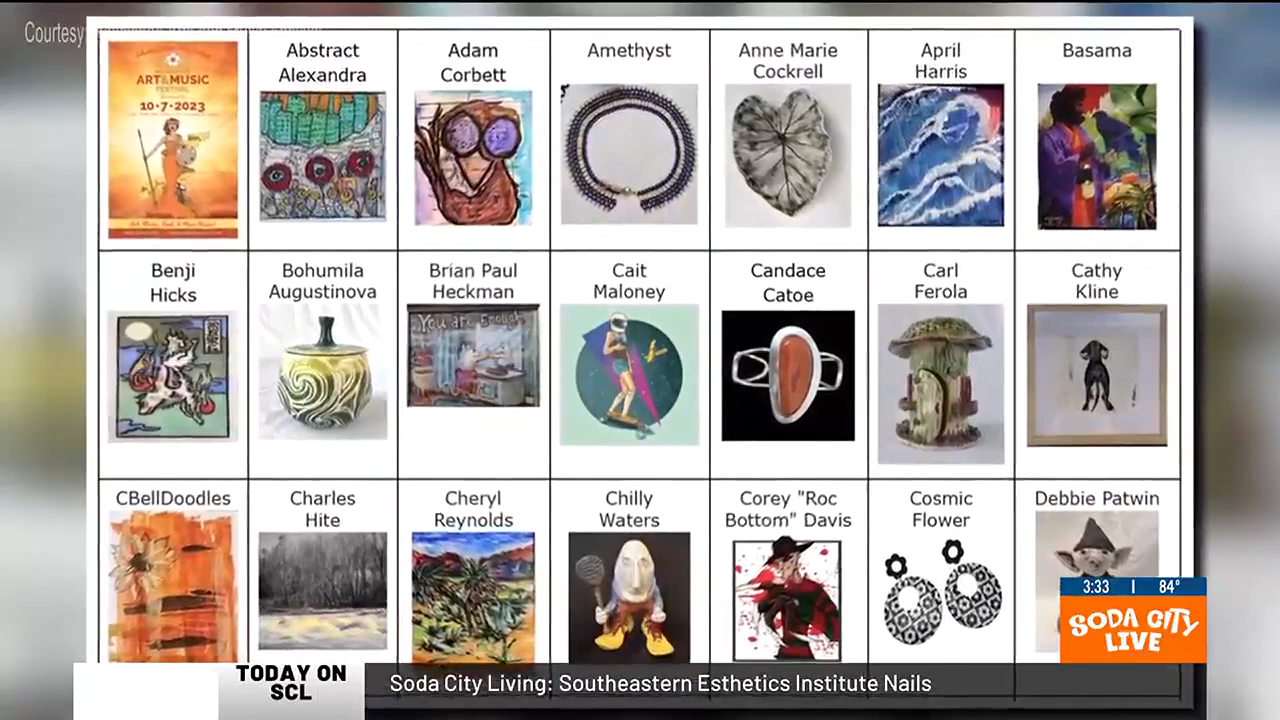 Courtesy:
ART & MUSIC
FESTIVAL
10•7•2023
Abstract
Alexandra
Adam
Corbett
Amethyst
Anne Marie
Cockrell
April
Harris
Basama
Benji
Hicks
Bohumila
Augustinova
Brian Paul
Heckman
You are Enough
Cait
Maloney
Candace
Catoe
Carl
Ferola
Cathy
Kline
CBellDoodles
Charles
Hite
Cheryl
Reynolds
Chilly
Waters
Corey "Roc
Bottom" Davis
Cosmic
Flower
Debbie Patwin
3:33 | 84°
SODA CITY
LIVE
TODAY ON
SCL
Soda City Living: Southeastern Esthetics Institute Nails